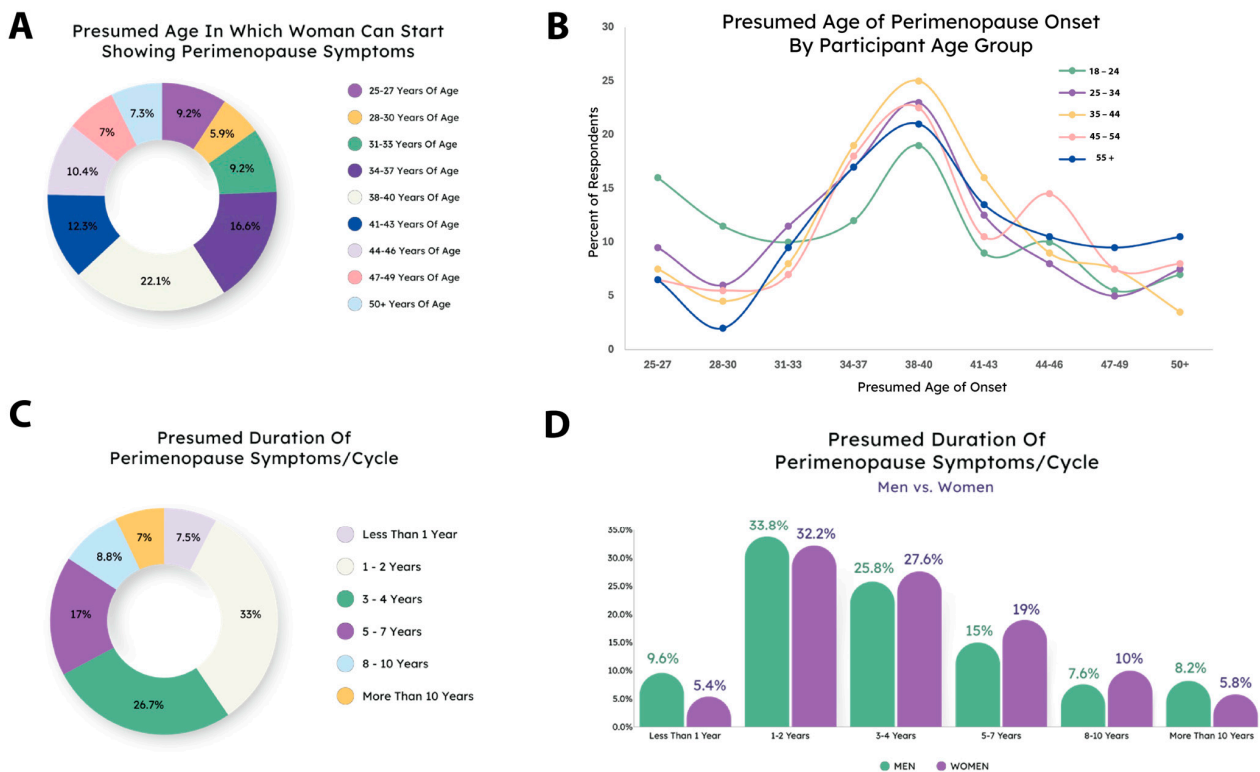 A
Presumed Age In Which Woman Can Start
Showing Perimenopause Symptoms
9.2%
5.9%
9.2%
16.6%
22.1%
12.3%
10.4%
7%
7.3%
25-27 Years Of Age
28-30 Years Of Age
31-33 Years Of Age
34-37 Years Of Age
38-40 Years Of Age
41-43 Years Of Age
44-46 Years Of Age
47-49 Years Of Age
50+ Years Of Age
B
Presumed Age of Perimenopause Onset
By Participant Age Group
Percent of Respondents
30
25
20
15
10
5
0
18 – 24
25 – 34
35 – 44
45 – 54
55 +
25-27 28-30 31-33 34-37 38-40 41-43 44-46 47-49 50+
Presumed Age of Onset
C
Presumed Duration Of
Perimenopause Symptoms/Cycle
7.5%
33%
26.7%
17%
8.8%
7%
Less Than 1 Year
1 - 2 Years
3 - 4 Years
5 - 7 Years
8 - 10 Years
More Than 10 Years
D
Presumed Duration Of
Perimenopause Symptoms/Cycle
Men vs. Women
35.0%
30.0%
25.0%
20.0%
15.0%
10.0%
5.0%
0.0%
9.6% 5.4%
33.8% 32.2%
25.8% 27.6%
15% 19%
7.6% 10%
8.2% 5.8%
Less Than 1 Year 1-2 Years 3-4 Years 5-7 Years 8-10 Years More Than 10 Years
MEN WOMEN